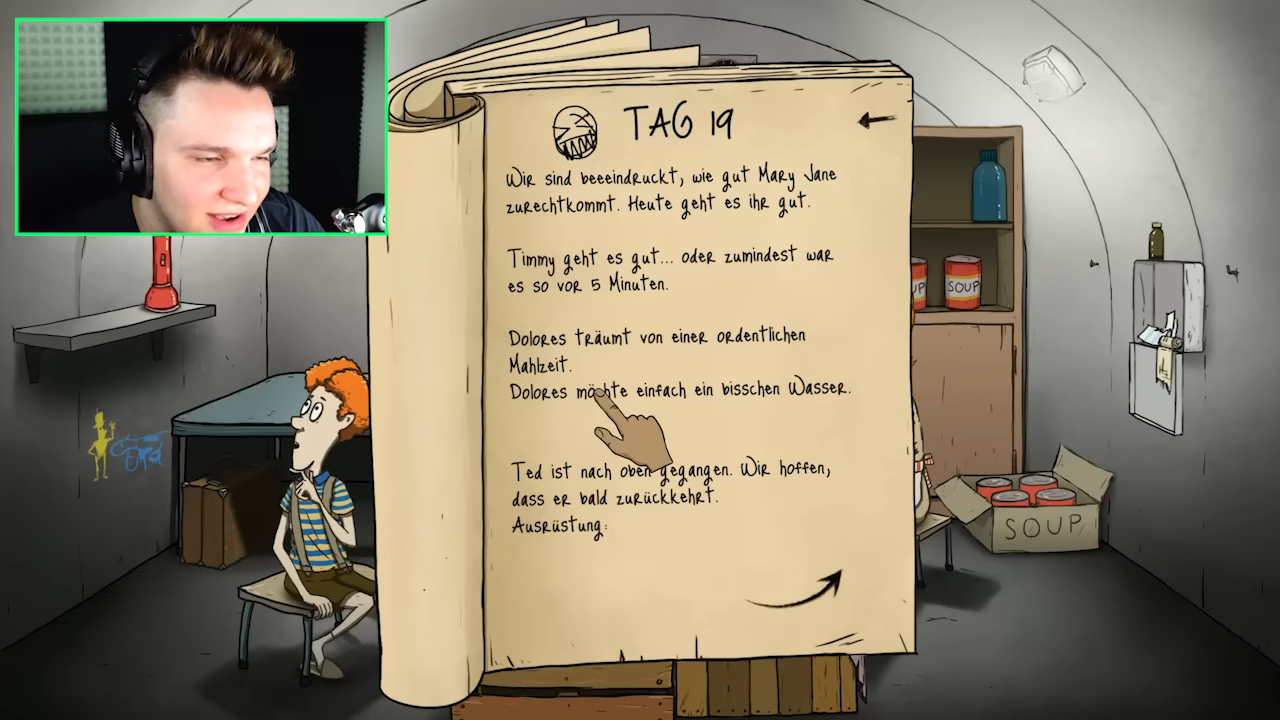 TAG 19
Wir sind beeeindruckt, wie gut Mary Jane
zurechtkommt. Heute geht es ihr gut.
Timmy geht es gut... oder zumindest war
es so vor 5 Minuten.
Dolores träumt von einer ordentlichen
Mahlzeit.
Dolores möchte einfach ein bisschen Wasser.
Ted ist nach oben gegangen. Wir hoffen,
dass er bald zurückkehrt.
Ausrüstung:
UP
SOUP
SOUP